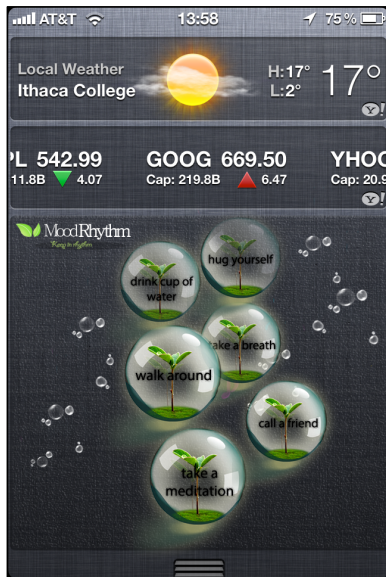 AT&T 13:58 75%
Local Weather
Ithaca College
H:17°
L:2°
17°
Y!
PL 542.99 GOOG 669.50 YHOO
11.8B 4.07 Cap: 219.8B 6.47 Cap: 20.9
Y!
MoodRhythm
hug yourself
drink cup of
water
take a breath
walk around
call a friend
take a
meditation